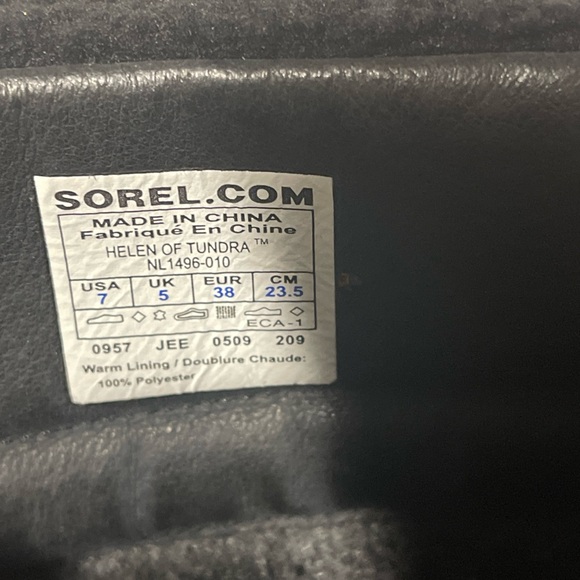 SOREL.COM
MADE IN CHINA
Fabriqué En Chine
HELEN OF TUNDRA™
NL1496-010
USA UK EUR CM
7 5 38 23.5
ECA-1
0957 JEE 0509 209
Warm Lining / Doublure Chaude:
100% Polyester